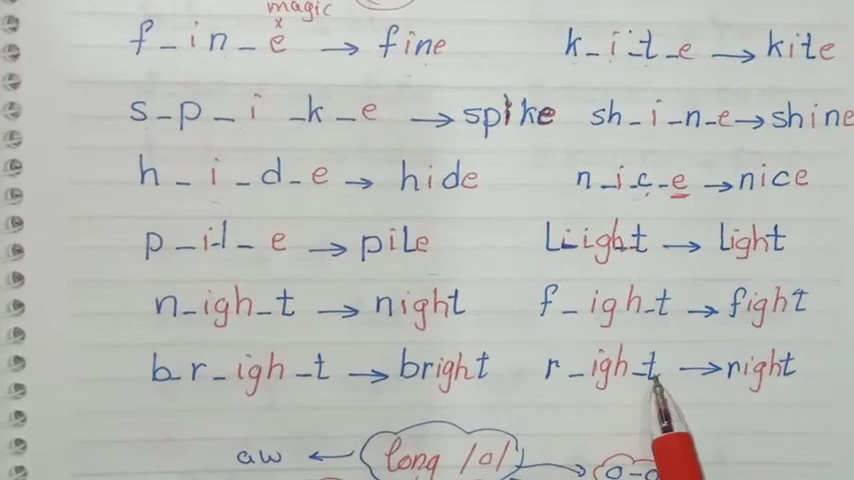 magic
x
f_in_e → fine k_i_t_e → kite
s_p_i_k_e → spike sh_i_n_e → shine
h_i_d_e → hide n_i_c_e → nice
p_i_l_e → pile L_igh_t → light
n_igh_t → night f_igh_t → fight
b_r_igh_t → bright r_igh_t → right
aw ← long /o/ → o-o